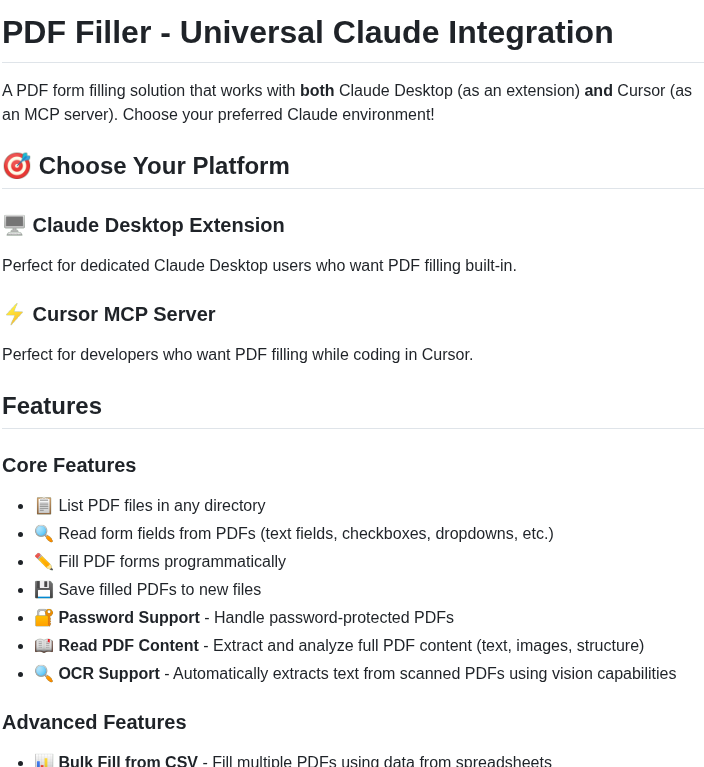 PDF Filler - Universal Claude Integration
A PDF form filling solution that works with both Claude Desktop (as an extension) and Cursor (as
an MCP server). Choose your preferred Claude environment!
🎯 Choose Your Platform
🖥️ Claude Desktop Extension
Perfect for dedicated Claude Desktop users who want PDF filling built-in.
⚡ Cursor MCP Server
Perfect for developers who want PDF filling while coding in Cursor.
Features
Core Features
• 📋 List PDF files in any directory
• 🔍 Read form fields from PDFs (text fields, checkboxes, dropdowns, etc.)
• ✏️ Fill PDF forms programmatically
• 💾 Save filled PDFs to new files
• 🔐 Password Support - Handle password-protected PDFs
• 📖 Read PDF Content - Extract and analyze full PDF content (text, images, structure)
• 🔍 OCR Support - Automatically extracts text from scanned PDFs using vision capabilities
Advanced Features
• 📊 Bulk Fill from CSV - Fill multiple PDFs using data from spreadsheets